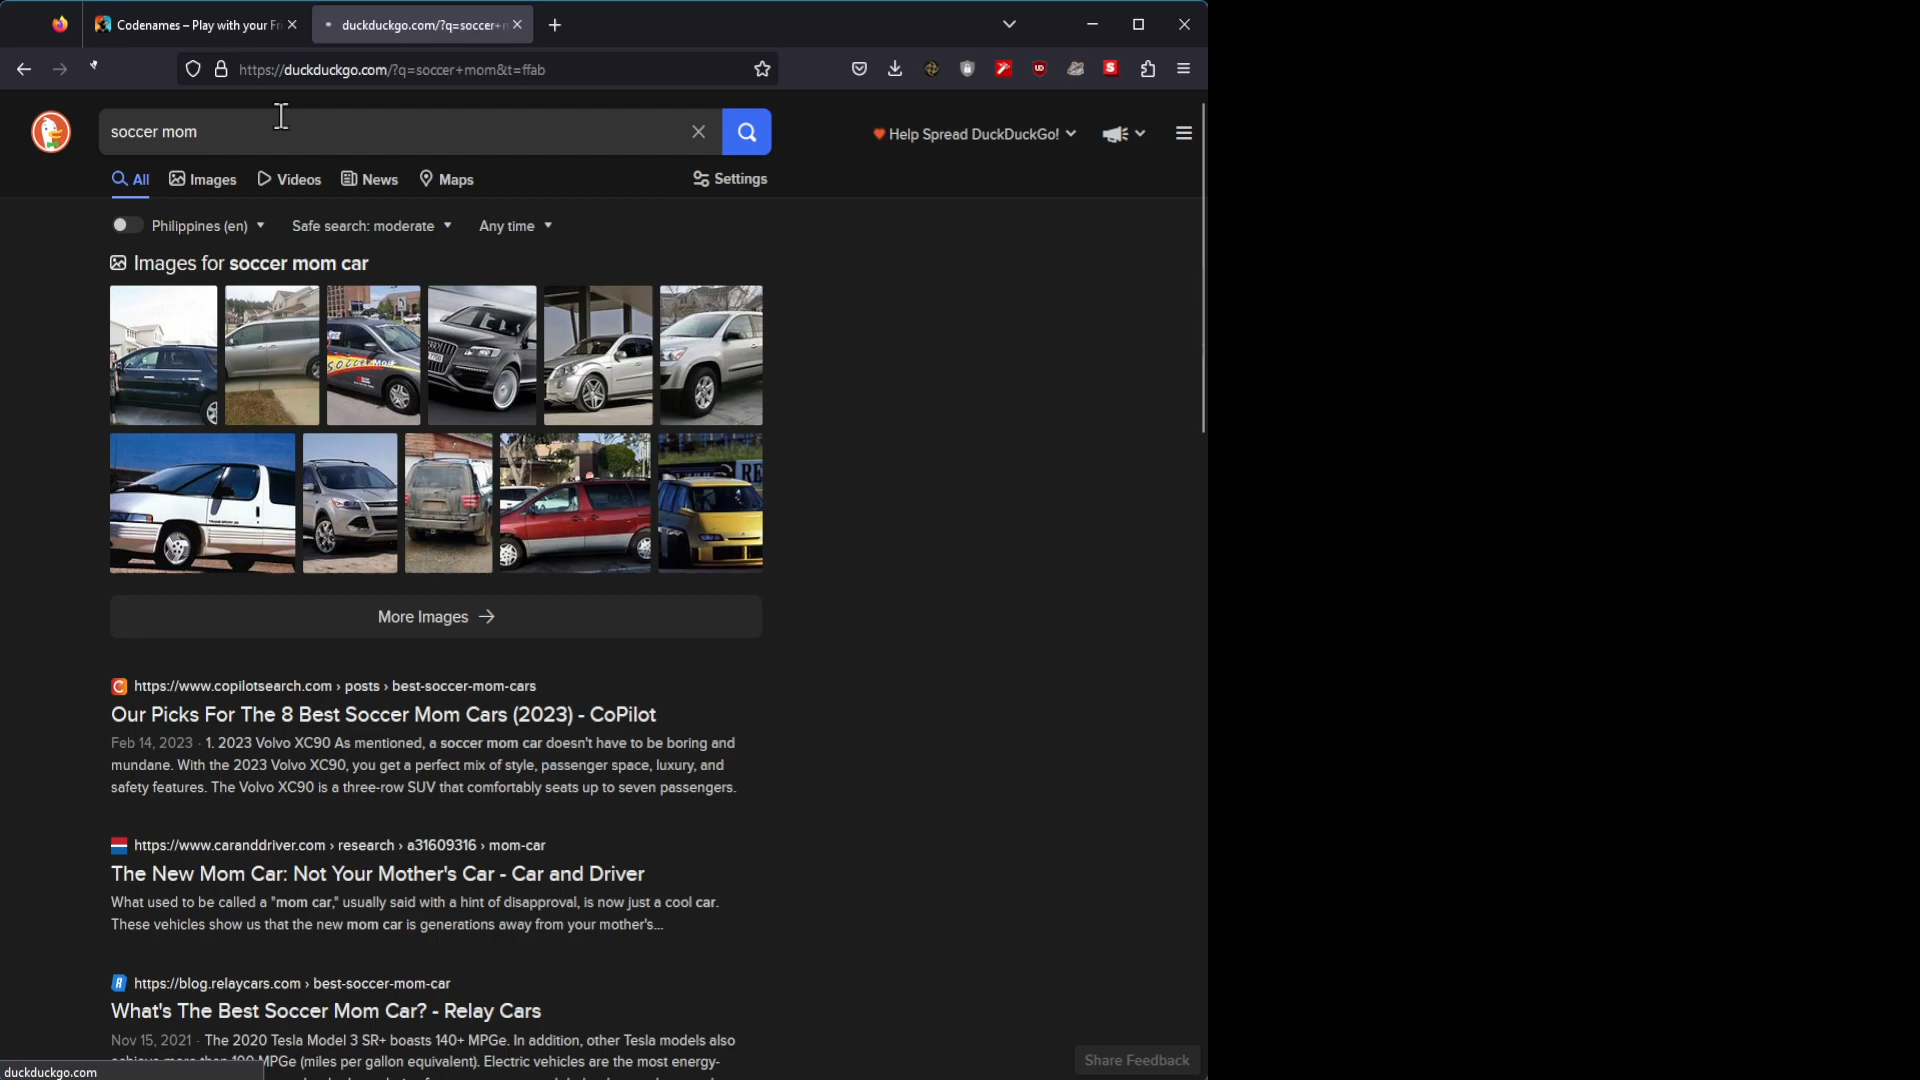 Codenames – Play with your Fri
duckduckgo.com/?q=soccer+m
https://duckduckgo.com/?q=soccer+mom&t=ffab
soccer mom
Help Spread DuckDuckGo!
All
Images
Videos
News
Maps
Settings
Philippines (en)
Safe search: moderate
Any time
Images for soccer mom car
More Images
https://www.copilotsearch.com › posts › best-soccer-mom-cars
Our Picks For The 8 Best Soccer Mom Cars (2023) - CoPilot
Feb 14, 2023 · 1. 2023 Volvo XC90 As mentioned, a soccer mom car doesn't have to be boring and
mundane. With the 2023 Volvo XC90, you get a perfect mix of style, passenger space, luxury, and
safety features. The Volvo XC90 is a three-row SUV that comfortably seats up to seven passengers.
https://www.caranddriver.com › research › a31609316 › mom-car
The New Mom Car: Not Your Mother's Car - Car and Driver
What used to be called a "mom car," usually said with a hint of disapproval, is now just a cool car.
These vehicles show us that the new mom car is generations away from your mother's...
https://blog.relaycars.com › best-soccer-mom-car
What's The Best Soccer Mom Car? - Relay Cars
Nov 15, 2021 · The 2020 Tesla Model 3 SR+ boasts 140+ MPGe. In addition, other Tesla models also
achieve more than 100 MPGe (miles per gallon equivalent). Electric vehicles are the most energy-
Share Feedback
duckduckgo.com